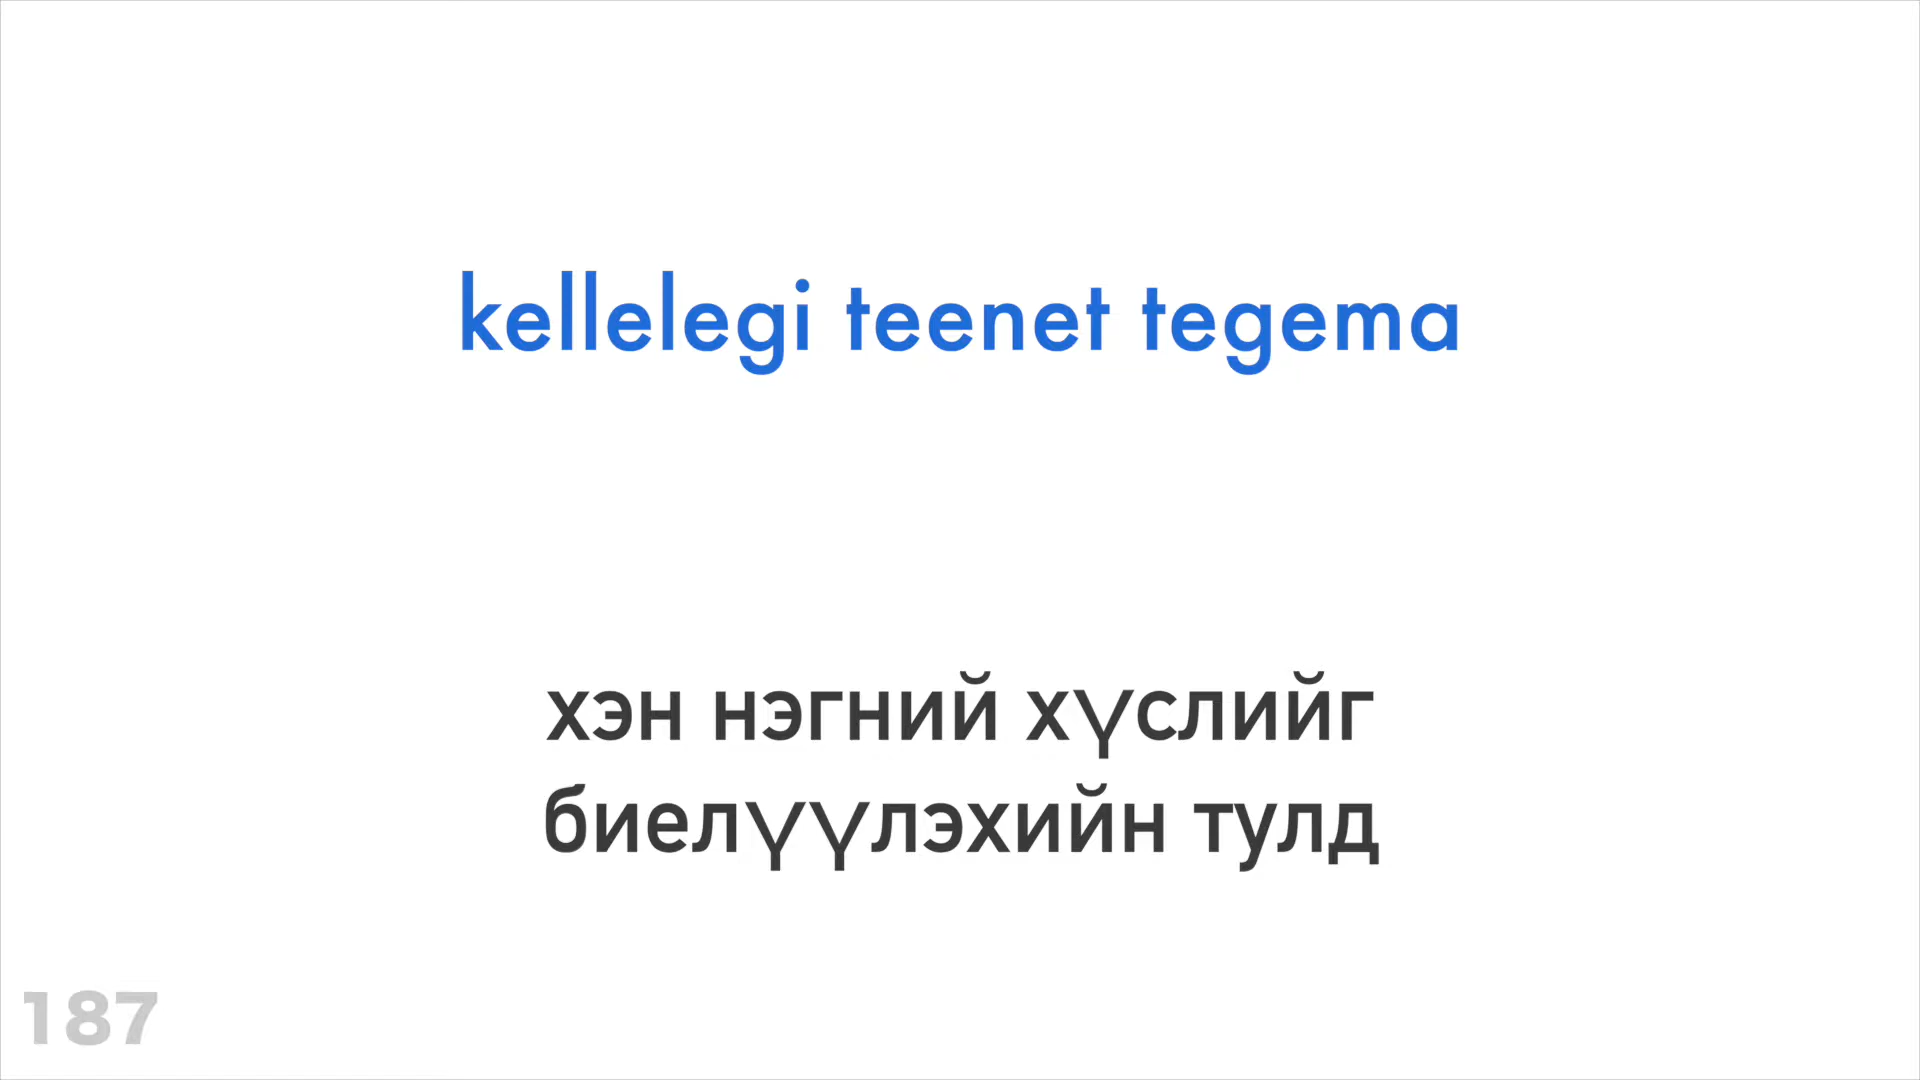 kellelegi teenet tegema
хэн нэгний хүслийг
биелүүлэхийн тулд
187